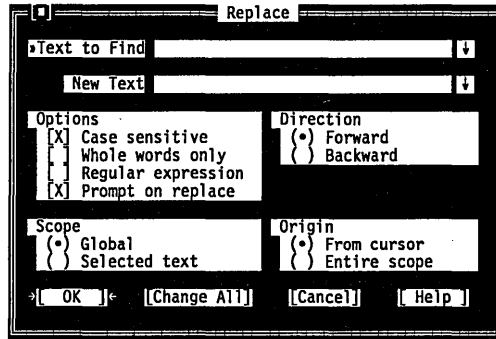 Replace
Text to Find
New Text
Options
[X] Case sensitive
[ ] Whole words only
[ ] Regular expression
[X] Prompt on replace
Direction
(•) Forward
( ) Backward
Scope
(•) Global
( ) Selected text
Origin
(•) From cursor
( ) Entire scope
[ OK ] [Change All] [Cancel] [ Help ]